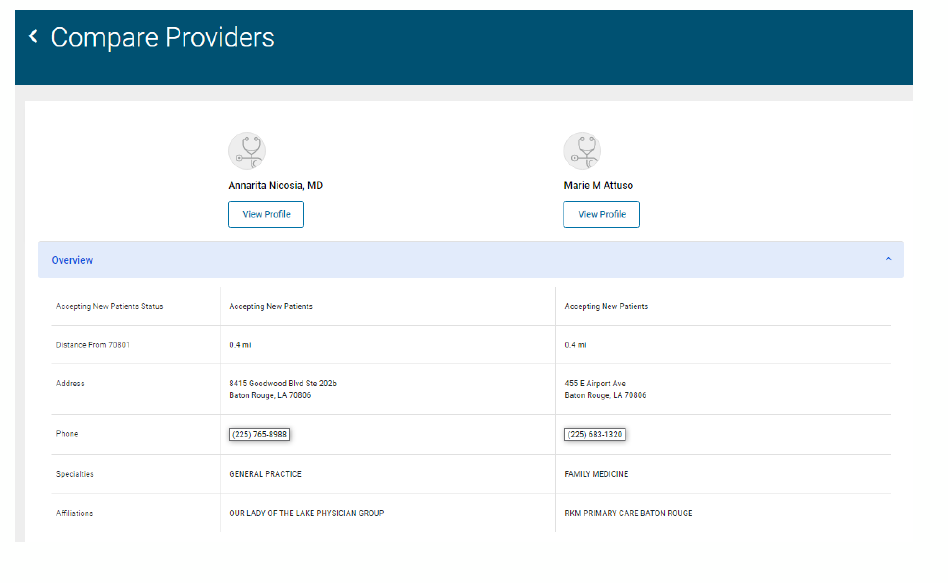 Compare Providers
Annarita Nicosia, MD
Marie M Attuso
View Profile
View Profile
Overview
Accepting New Patients Status
Accepting New Patients
Accepting New Patients
Distance From 70801
0.4 mi
0.4 mi
Address
8415 Goodwood Blvd Ste 202b
Baton Rouge, LA 70806
455 E Airport Ave
Baton Rouge, LA 70806
Phone
(225) 765-8988
(225) 683-1320
Specialties
GENERAL PRACTICE
FAMILY MEDICINE
Affiliations
OUR LADY OF THE LAKE PHYSICIAN GROUP
RKM PRIMARY CARE BATON ROUGE